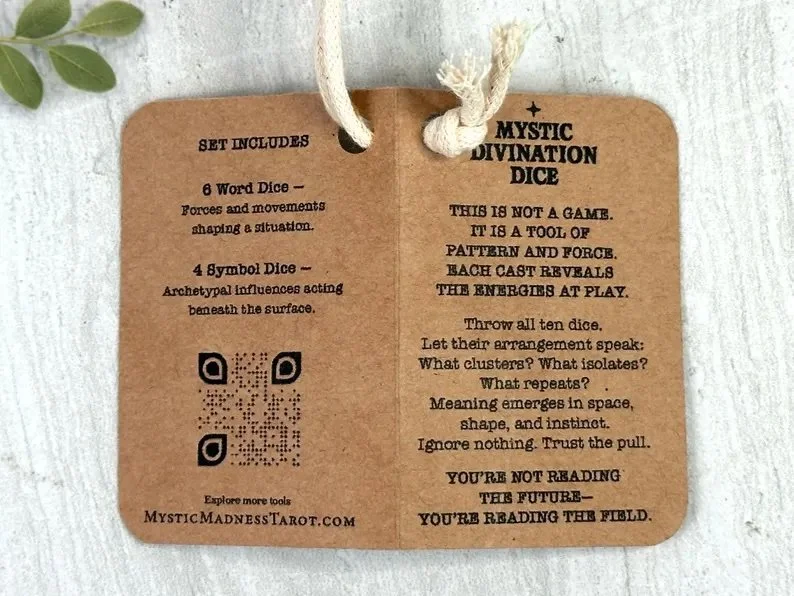 SET INCLUDES
6 Word Dice –
Forces and movements
shaping a situation.
4 Symbol Dice –
Archetypal influences acting
beneath the surface.
Explore more tools
MYSTICMADNESSTAROT.COM
MYSTIC
DIVINATION
DICE
THIS IS NOT A GAME.
IT IS A TOOL OF
PATTERN AND FORCE.
EACH CAST REVEALS
THE ENERGIES AT PLAY.
Throw all ten dice.
Let their arrangement speak:
What clusters? What isolates?
What repeats?
Meaning emerges in space,
shape, and instinct.
Ignore nothing. Trust the pull.
YOU'RE NOT READING
THE FUTURE—
YOU'RE READING THE FIELD.